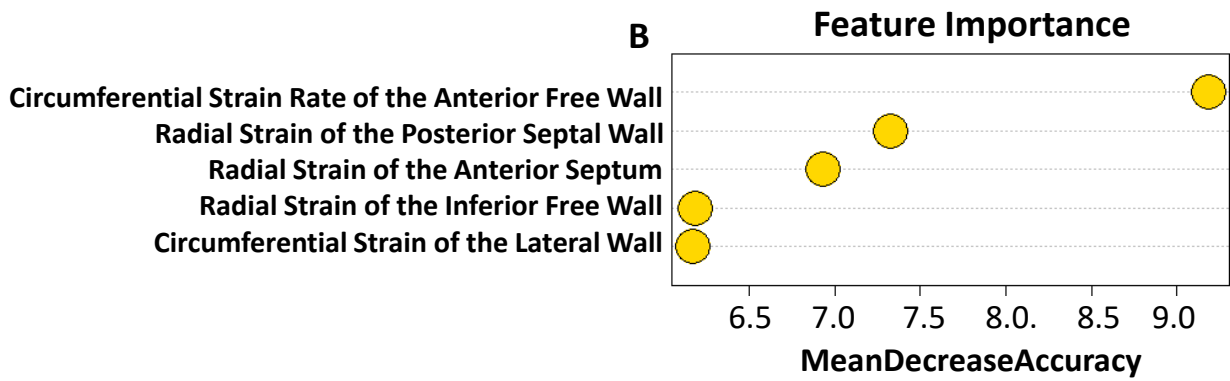 B
Feature Importance
Circumferential Strain Rate of the Anterior Free Wall
Radial Strain of the Posterior Septal Wall
Radial Strain of the Anterior Septum
Radial Strain of the Inferior Free Wall
Circumferential Strain of the Lateral Wall
6.5 7.0 7.5 8.0. 8.5 9.0
MeanDecreaseAccuracy